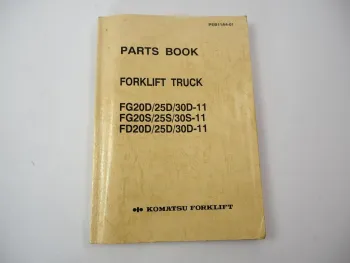 PARTS BOOK
FORKLIFT TRUCK
FG20D/25D/30D-11
FG20S/25S/30S-11
FD20D/25D/30D-11
KOMATSU FORKLIFT